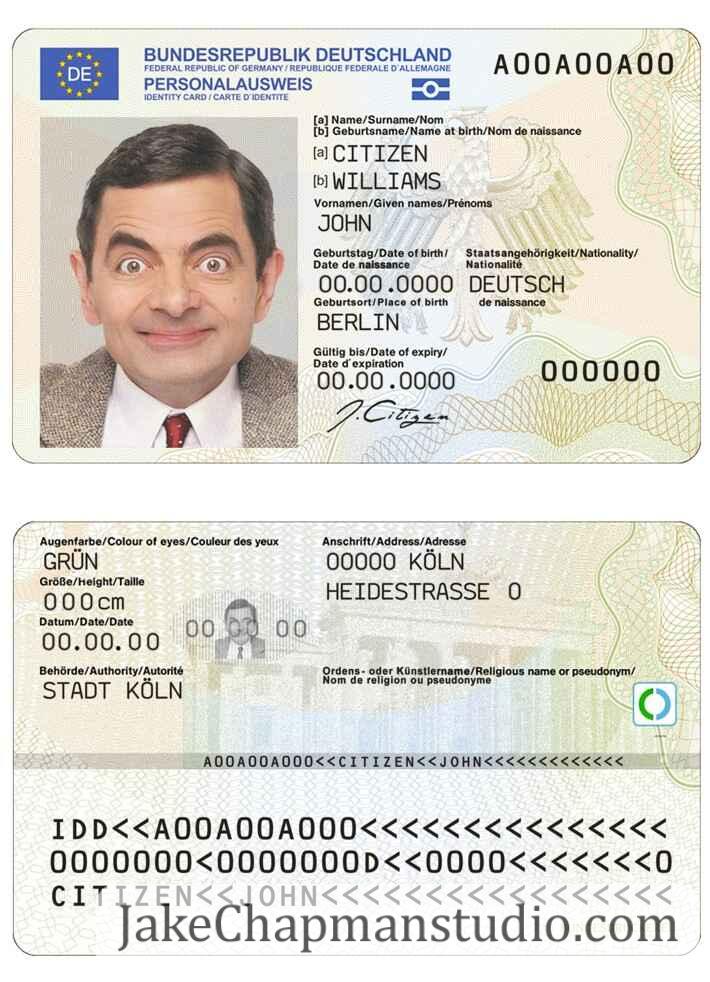 DE
BUNDESREPUBLIK DEUTSCHLAND
FEDERAL REPUBLIC OF GERMANY / REPUBLIQUE FEDERALE D'ALLEMAGNE
PERSONALAUSWEIS
IDENTITY CARD / CARTE D'IDENTITE
A00A00A00
[a] Name/Surname/Nom
[b] Geburtsname/Name at birth/Nom de naissance
[a] CITIZEN
[b] WILLIAMS
Vornamen/Given names/Prénoms
JOHN
Geburtstag/Date of birth/
Date de naissance
Staatsangehörigkeit/Nationality/
Nationalité
00.00.0000 DEUTSCH
Geburtsort/Place of birth
de naissance
BERLIN
Gültig bis/Date of expiry/
Date d'expiration
00.00.0000
000000
J. Citizen
Augenfarbe/Colour of eyes/Couleur des yeux
GRÜN
Größe/Height/Taille
000cm
Datum/Date/Date
00.00.00
00 00 00
Behörde/Authority/Autorité
STADT KÖLN
Anschrift/Address/Adresse
00000 KÖLN
HEIDESTRASSE 0
Ordens- oder Künstlername/Religious name or pseudonym/
Nom de religion ou pseudonyme
A00A00A000<<CITIZEN<<JOHN<<<<<<<<<<<<<
IDD<<A00A00A000<<<<<<<<<<<<<<<
0000000<0000000D<<0000<<<<<<<0
CITIZEN<<JOHN<<<<<<<<<<<<<<<<<
JakeChapmanstudio.com